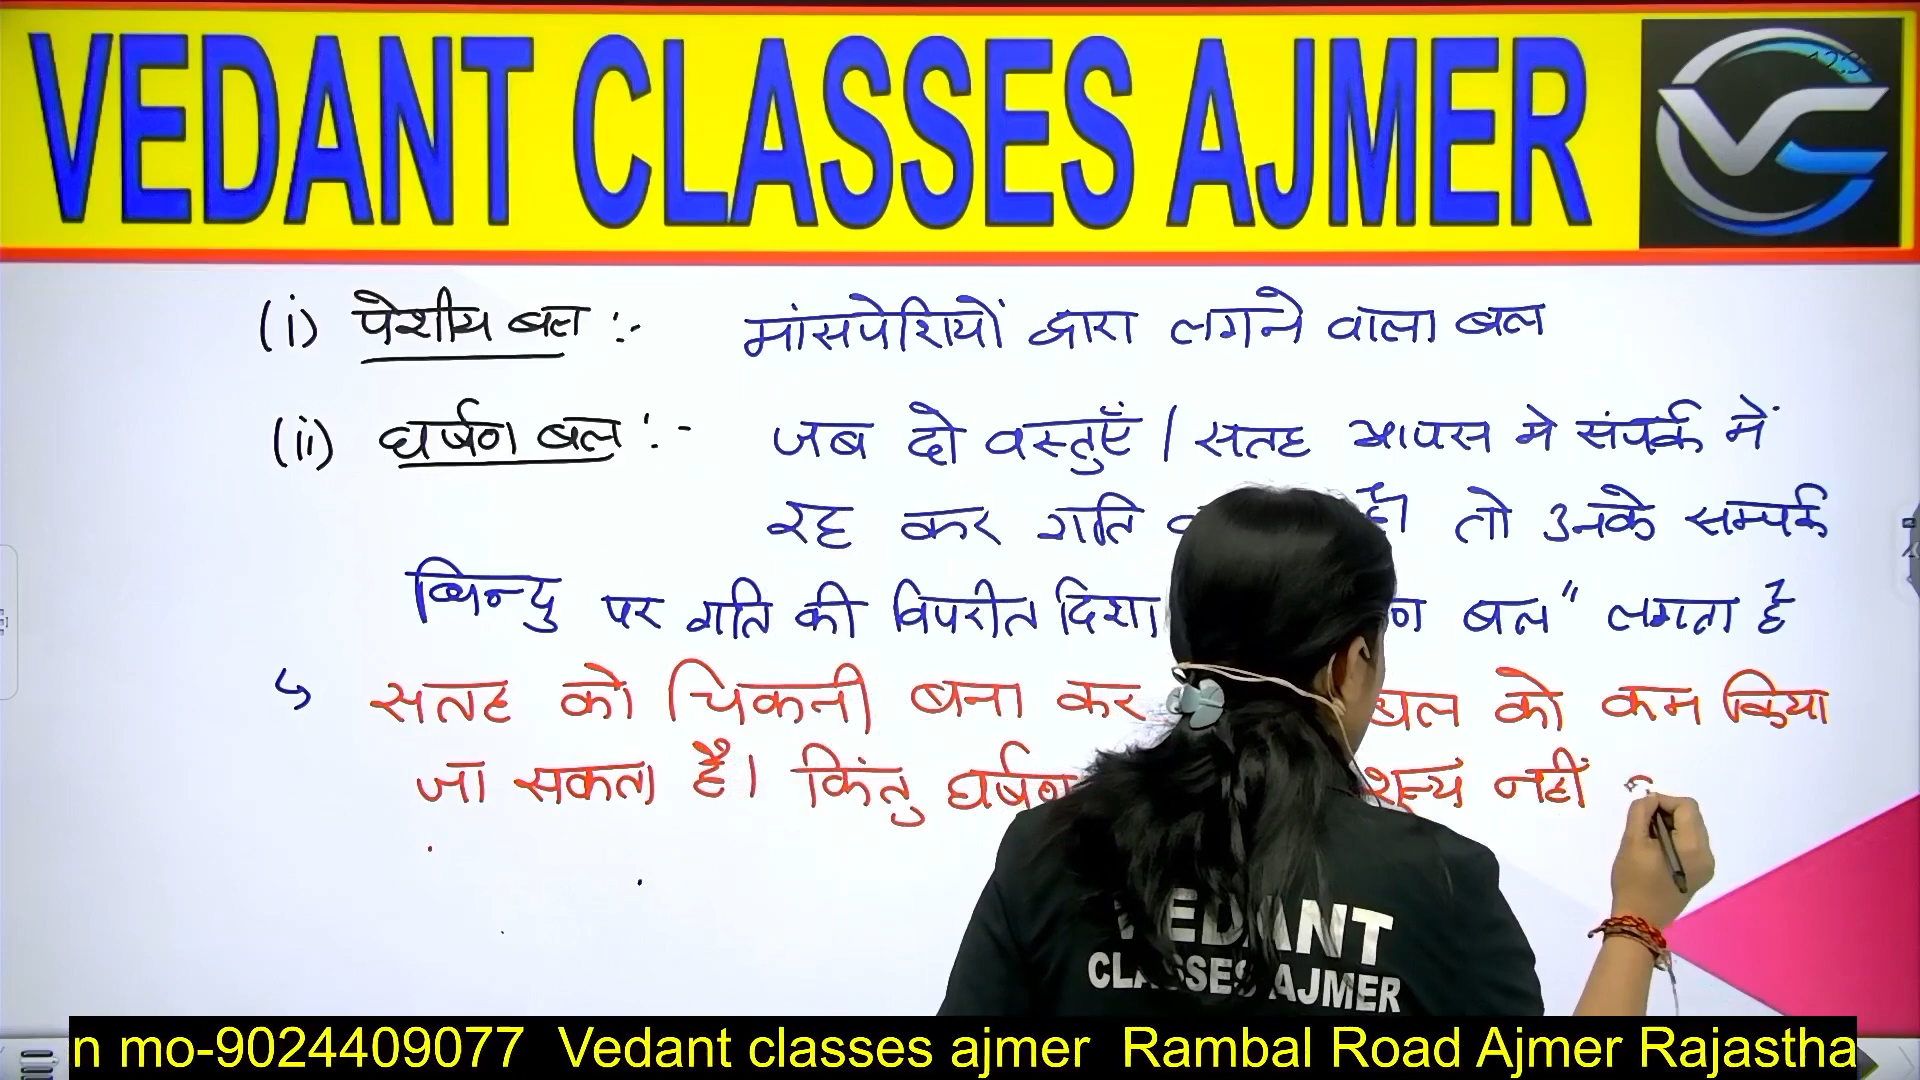 VEDANT CLASSES AJMER
(i) पेशीय बल :- मांसपेशियों द्वारा लगने वाला बल
(ii) घर्षण बल :- जब दो वस्तुएँ / सतह आपस मे संपर्क में
रह कर गति तो उनके सम्पर्क
बिन्दु पर गति की विपरीत दिशा बल" लगता है
↳ सतह को चिकनी बना कर बल को कम किया
जा सकता है। किंतु घर्षण शून्य नहीं
VEDANT
CLASSES AJMER
n mo-9024409077 Vedant classes ajmer Rambal Road Ajmer Rajastha